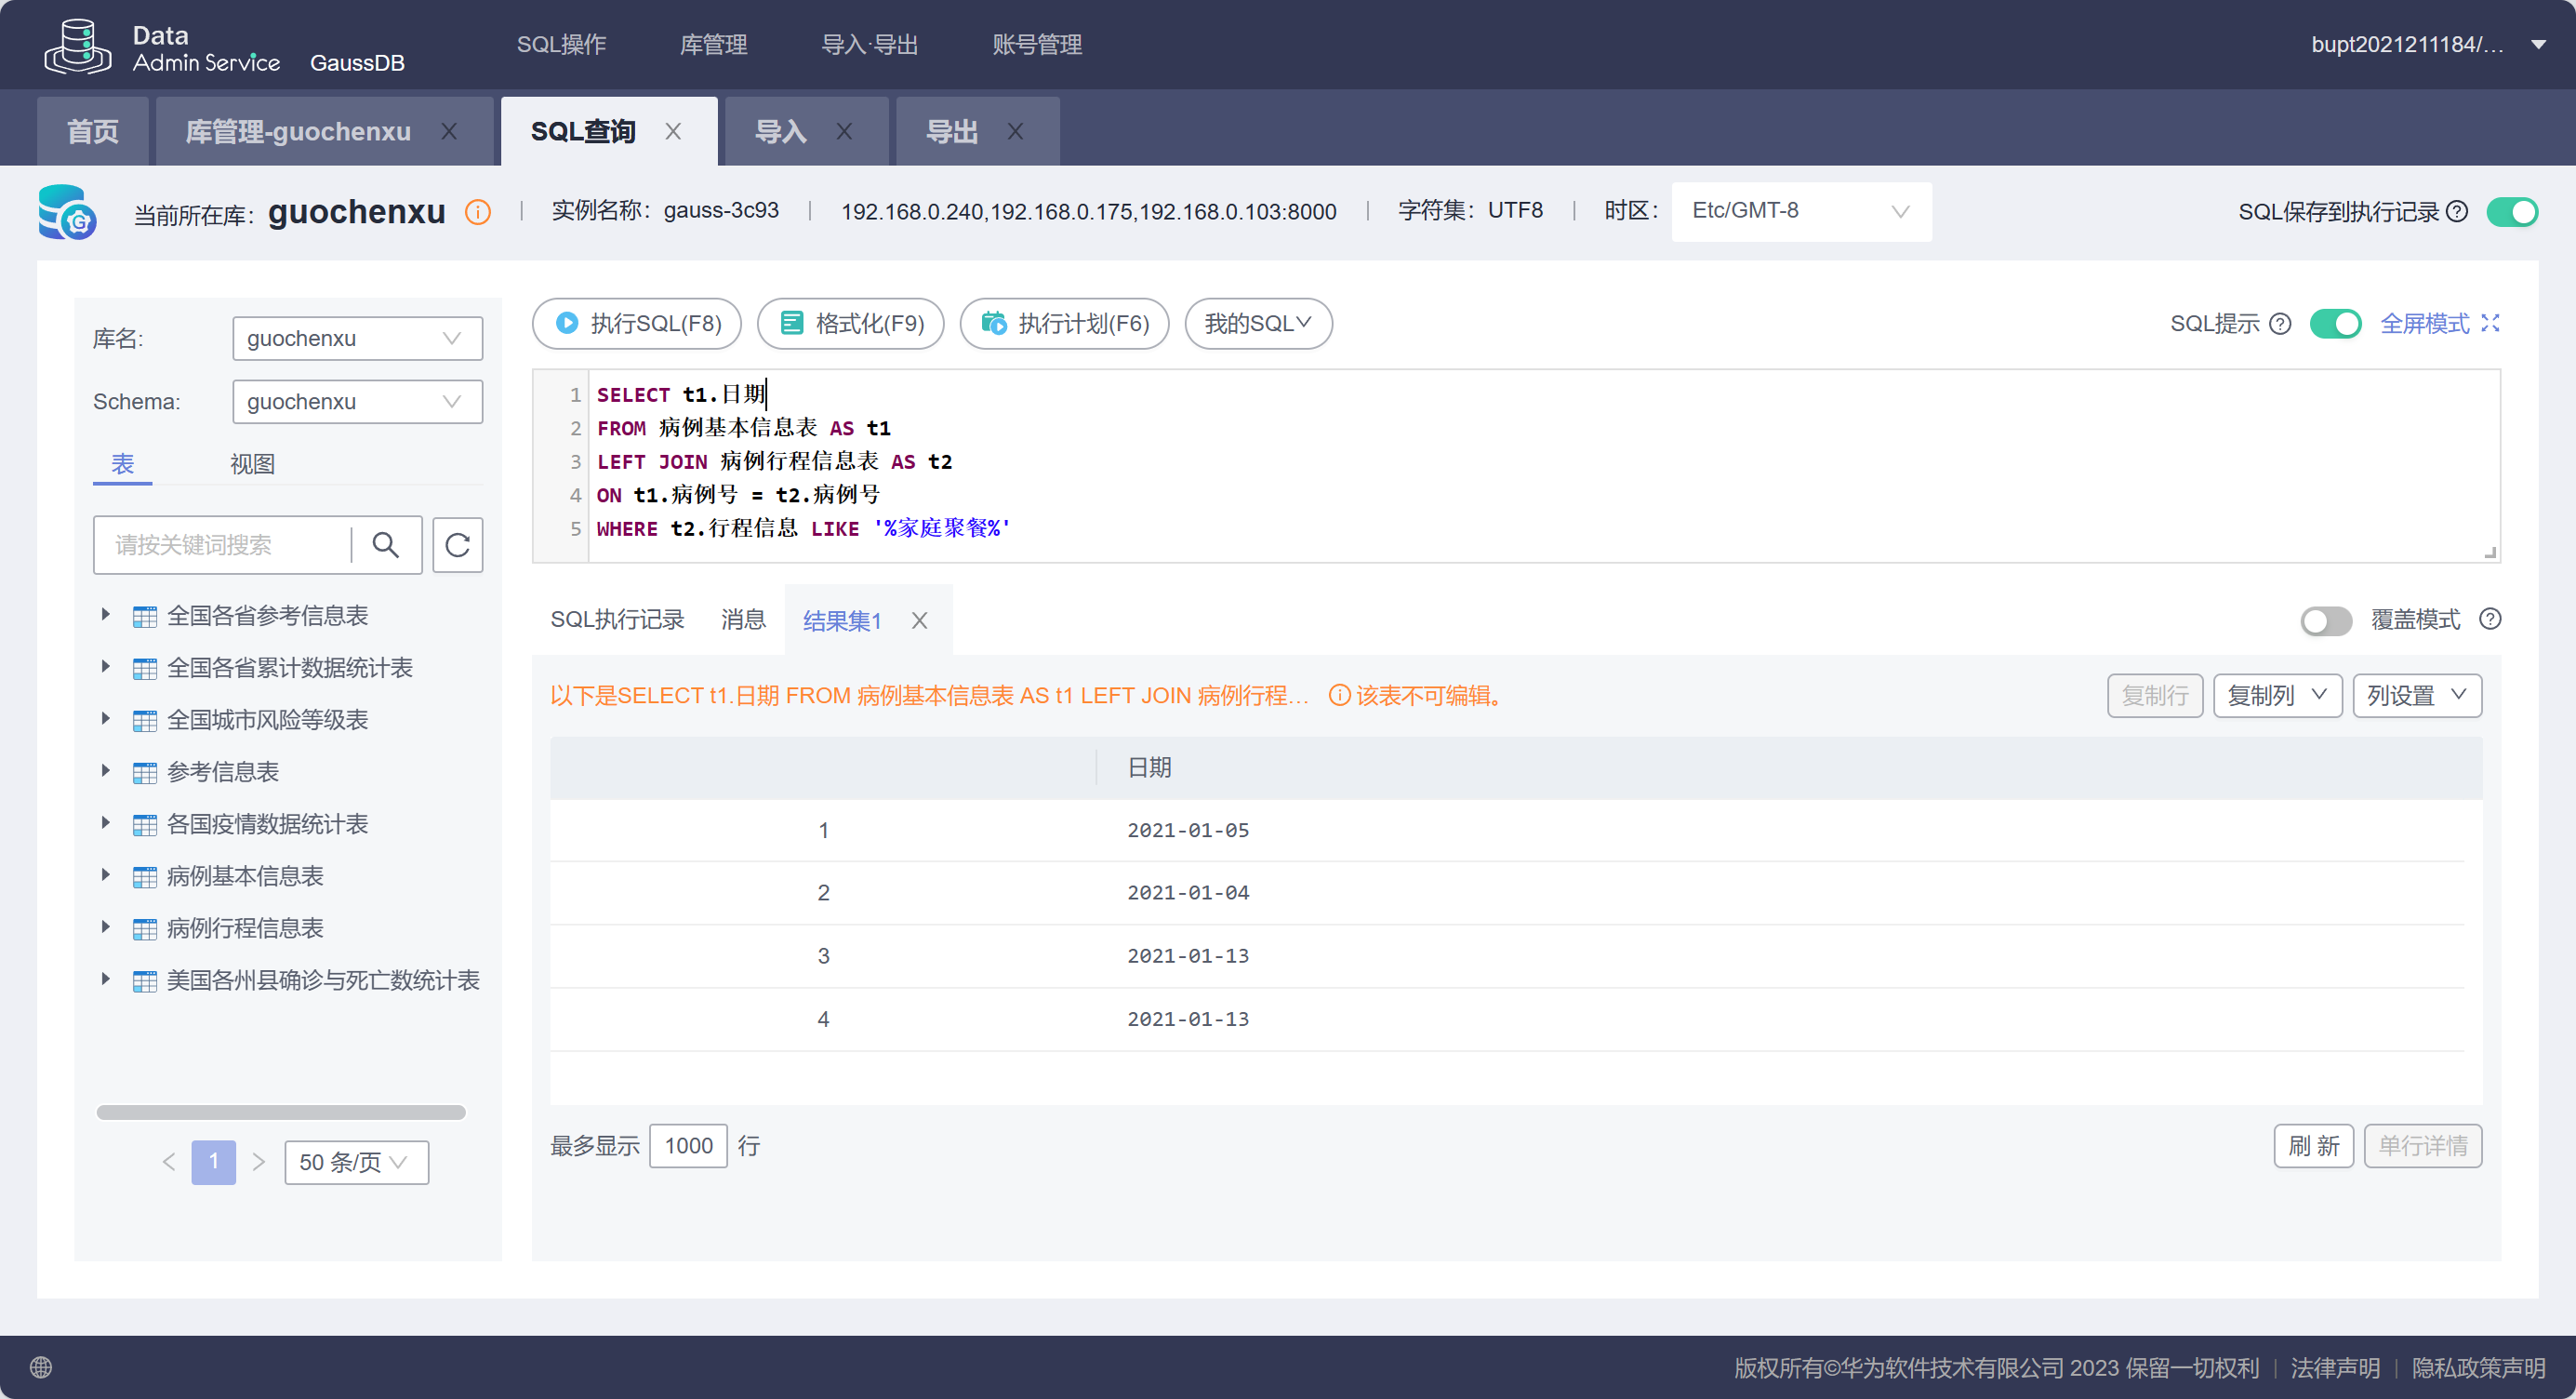 Data
Admin Service GaussDB SQL操作 库管理 导入·导出 账号管理 bupt2021211184/...
首页 库管理-guochenxu SQL查询 导入 导出
当前所在库: guochenxu 实例名称: gauss-3c93 192.168.0.240,192.168.0.175,192.168.0.103:8000 字符集: UTF8 时区: Etc/GMT-8 SQL保存到执行记录
库名: guochenxu
Schema: guochenxu
表 视图
请按关键词搜索
全国各省参考信息表
全国各省累计数据统计表
全国城市风险等级表
参考信息表
各国疫情数据统计表
病例基本信息表
病例行程信息表
美国各州县确诊与死亡数统计表
1 50 条/页
执行SQL(F8) 格式化(F9) 执行计划(F6) 我的SQL SQL提示 全屏模式
1 SELECT t1.日期
2 FROM 病例基本信息表 AS t1
3 LEFT JOIN 病例行程信息表 AS t2
4 ON t1.病例号 = t2.病例号
5 WHERE t2.行程信息 LIKE '%家庭聚餐%'
SQL执行记录 消息 结果集1 覆盖模式
以下是SELECT t1.日期 FROM 病例基本信息表 AS t1 LEFT JOIN 病例行程... 该表不可编辑。 复制行 复制列 列设置
日期
1 2021-01-05
2 2021-01-04
3 2021-01-13
4 2021-01-13
最多显示 1000 行 刷 新 单行详情
版权所有©华为软件技术有限公司 2023 保留一切权利 | 法律声明 | 隐私政策声明